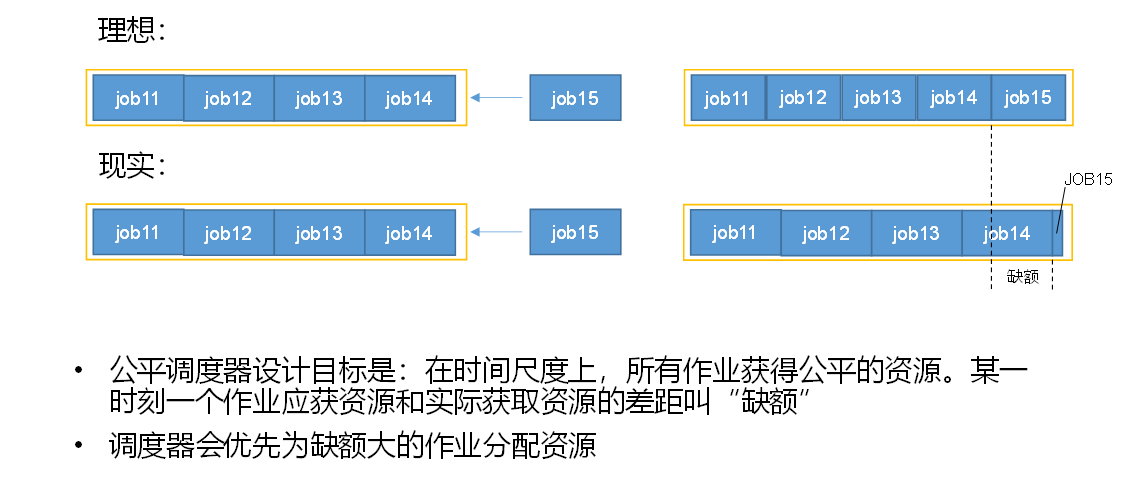 理想：
job11 job12 job13 job14 job15 job11 job12 job13 job14 job15
现实：
JOB15
job11 job12 job13 job14 job15 job11 job12 job13 job14
缺额
• 公平调度器设计目标是：在时间尺度上，所有作业获得公平的资源。某一
时刻一个作业应获资源和实际获取资源的差距叫“缺额”
• 调度器会优先为缺额大的作业分配资源